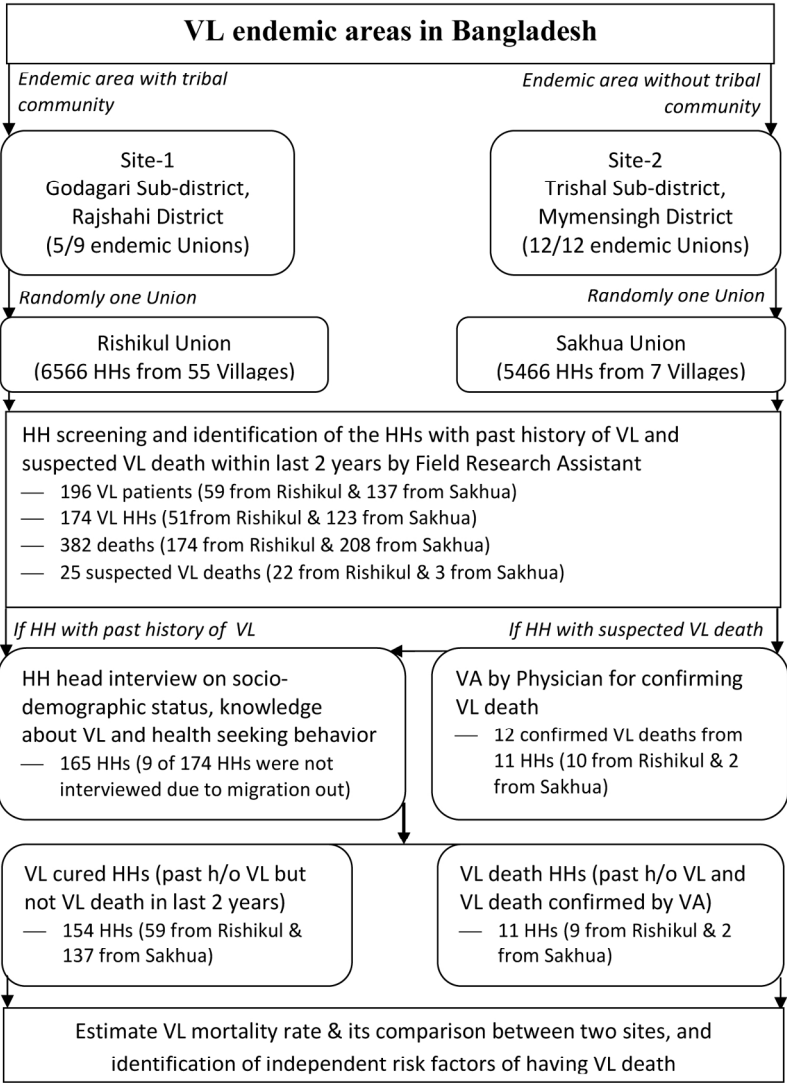 VL endemic areas in Bangladesh
Endemic area with tribal
community
Endemic area without tribal
community
Site-1
Godagari Sub-district,
Rajshahi District
(5/9 endemic Unions)
Site-2
Trishal Sub-district,
Mymensingh District
(12/12 endemic Unions)
Randomly one Union
Randomly one Union
Rishikul Union
(6566 HHs from 55 Villages)
Sakhua Union
(5466 HHs from 7 Villages)
HH screening and identification of the HHs with past history of VL and
suspected VL death within last 2 years by Field Research Assistant
— 196 VL patients (59 from Rishikul & 137 from Sakhua)
— 174 VL HHs (51from Rishikul & 123 from Sakhua)
— 382 deaths (174 from Rishikul & 208 from Sakhua)
— 25 suspected VL deaths (22 from Rishikul & 3 from Sakhua)
If HH with past history of VL
If HH with suspected VL death
HH head interview on socio-
demographic status, knowledge
about VL and health seeking behavior
— 165 HHs (9 of 174 HHs were not
interviewed due to migration out)
VA by Physician for confirming
VL death
— 12 confirmed VL deaths from
11 HHs (10 from Rishikul & 2
from Sakhua)
VL cured HHs (past h/o VL but
not VL death in last 2 years)
— 154 HHs (59 from Rishikul &
137 from Sakhua)
VL death HHs (past h/o VL and
VL death confirmed by VA)
— 11 HHs (9 from Rishikul & 2
from Sakhua)
Estimate VL mortality rate & its comparison between two sites, and
identification of independent risk factors of having VL death